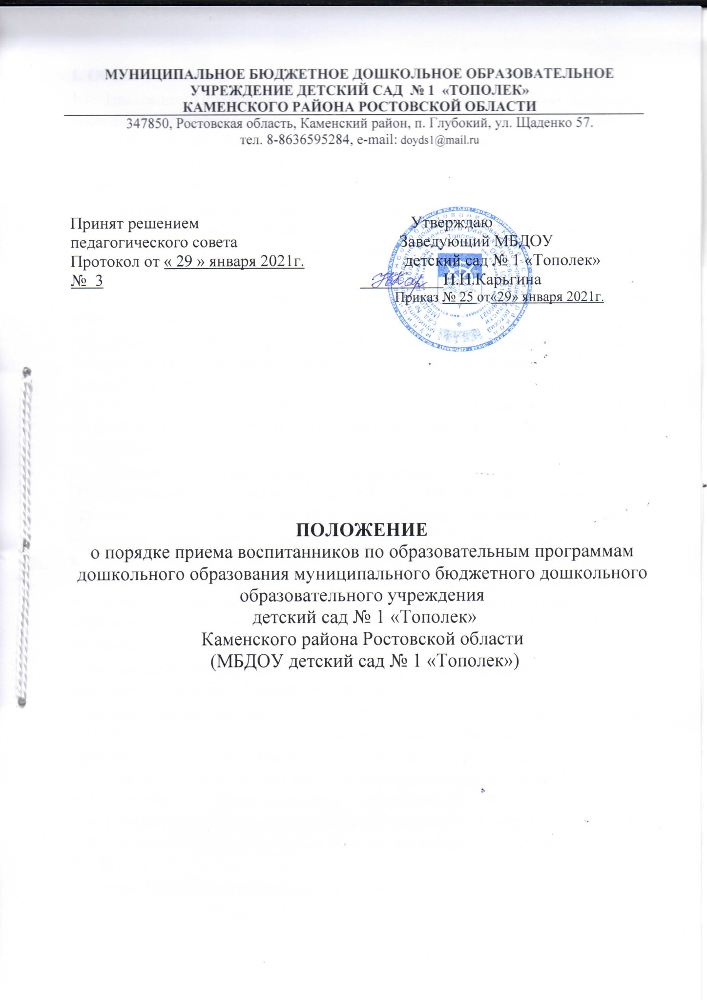 МУНИЦИПАЛЬНОЕ БЮДЖЕТНОЕ ДОШКОЛЬНОЕ ОБРАЗОВАТЕЛЬНОЕ
УЧРЕЖДЕНИЕ ДЕТСКИЙ САД № 1 «ТОПОЛЕК»
КАМЕНСКОГО РАЙОНА РОСТОВСКОЙ ОБЛАСТИ
347850, Ростовская область, Каменский район, п. Глубокий, ул. Щаденко 57.
тел. 8-8636595284, e-mail: doyds1@mail.ru
Принят решением
педагогического совета
Протокол от « 29 » января 2021г.
№ 3
Утверждаю
Заведующий МБДОУ
детский сад № 1 «Тополек»
Н.Н.Карыгина
Приказ № 25 от«29» января 2021г.
ПОЛОЖЕНИЕ
о порядке приема воспитанников по образовательным программам
дошкольного образования муниципального бюджетного дошкольного
образовательного учреждения
детский сад № 1 «Тополек»
Каменского района Ростовской области
(МБДОУ детский сад № 1 «Тополек»)